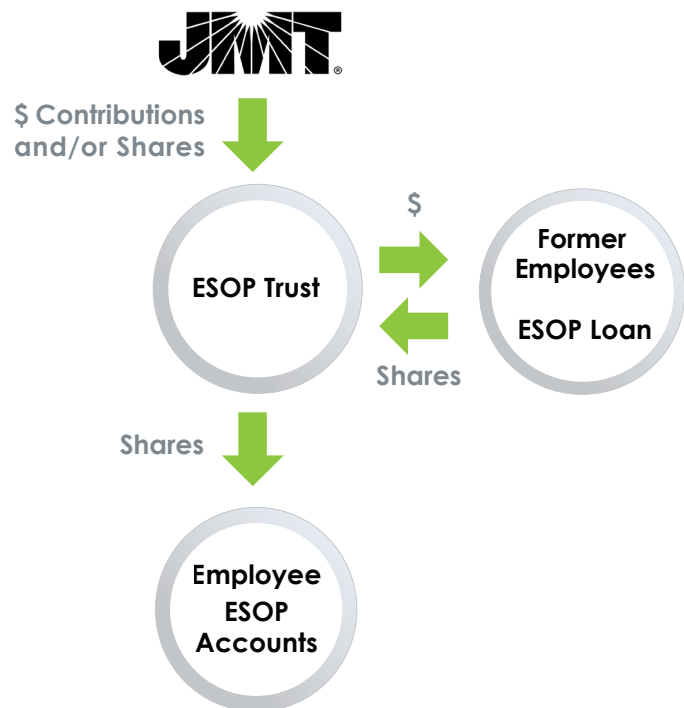 JMT®
$ Contributions
and/or Shares
$
ESOP Trust
Former
Employees
ESOP Loan
Shares
Shares
Employee
ESOP
Accounts